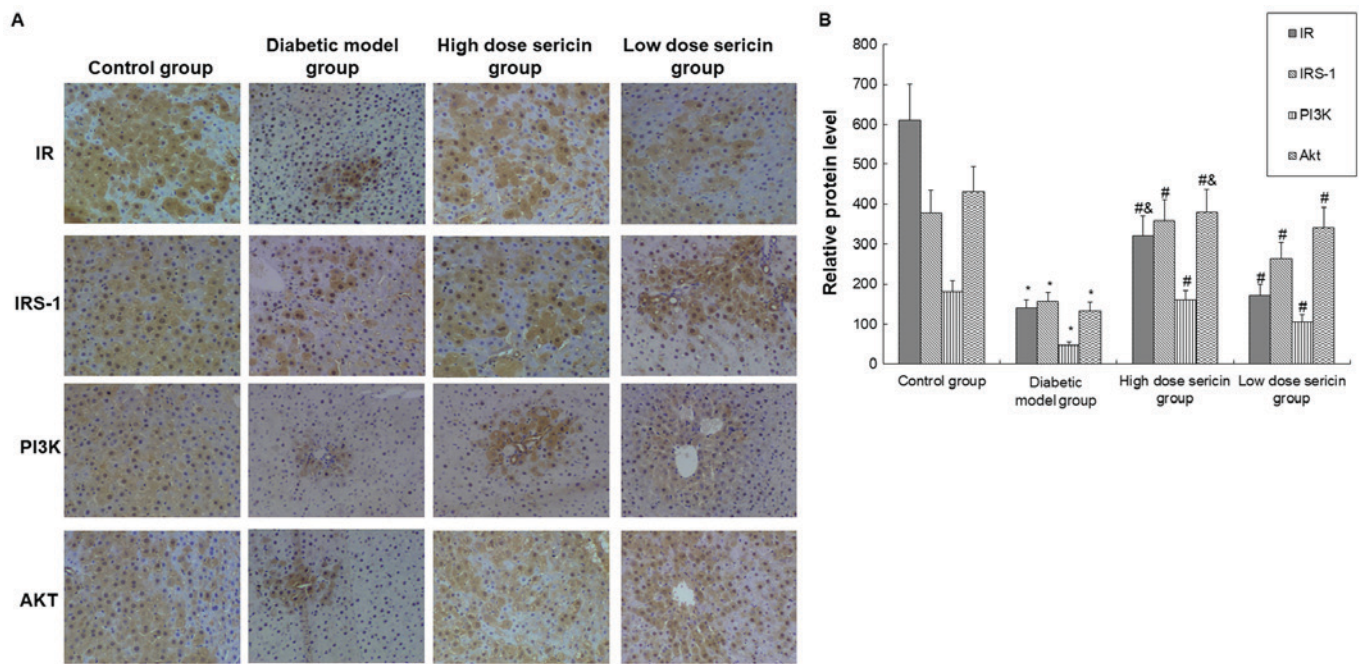 A
Control group
Diabetic model
group
High dose sericin
group
Low dose sericin
group
IR
IRS-1
PI3K
AKT
B
IR
IRS-1
PI3K
Akt
Relative protein level
800
700
600
500
400
300
200
100
0
* * * *
#& # # #&
# # # #
Control group
Diabetic
model group
High dose sericin
group
Low dose sericin
group